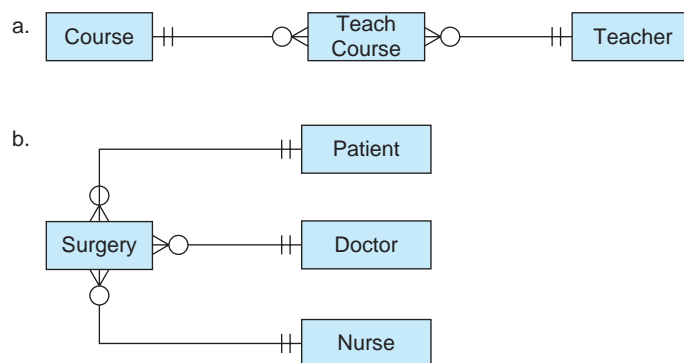 a.
Course
Teach
Course
Teacher
b.
Patient
Surgery
Doctor
Nurse